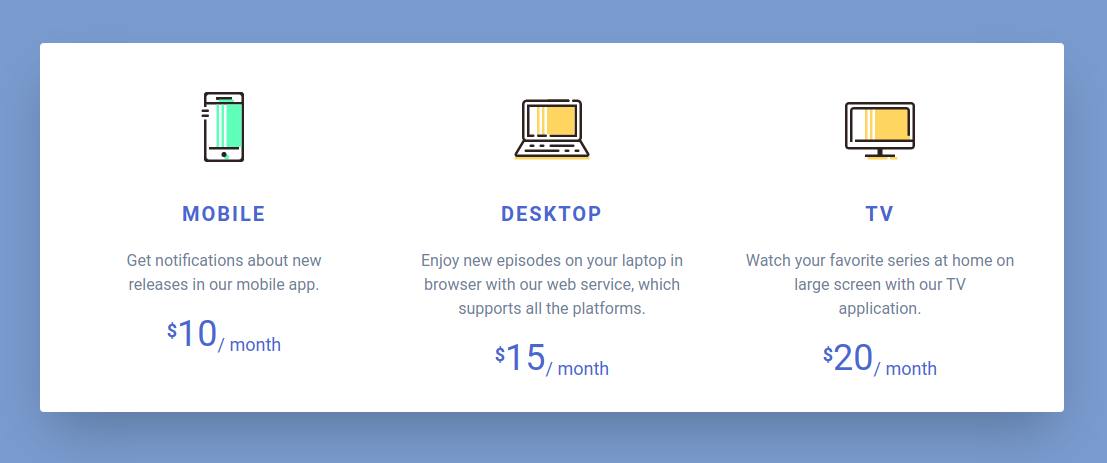 MOBILE
Get notifications about new
releases in our mobile app.
$10/ month
DESKTOP
Enjoy new episodes on your laptop in
browser with our web service, which
supports all the platforms.
$15/ month
TV
Watch your favorite series at home on
large screen with our TV
application.
$20/ month